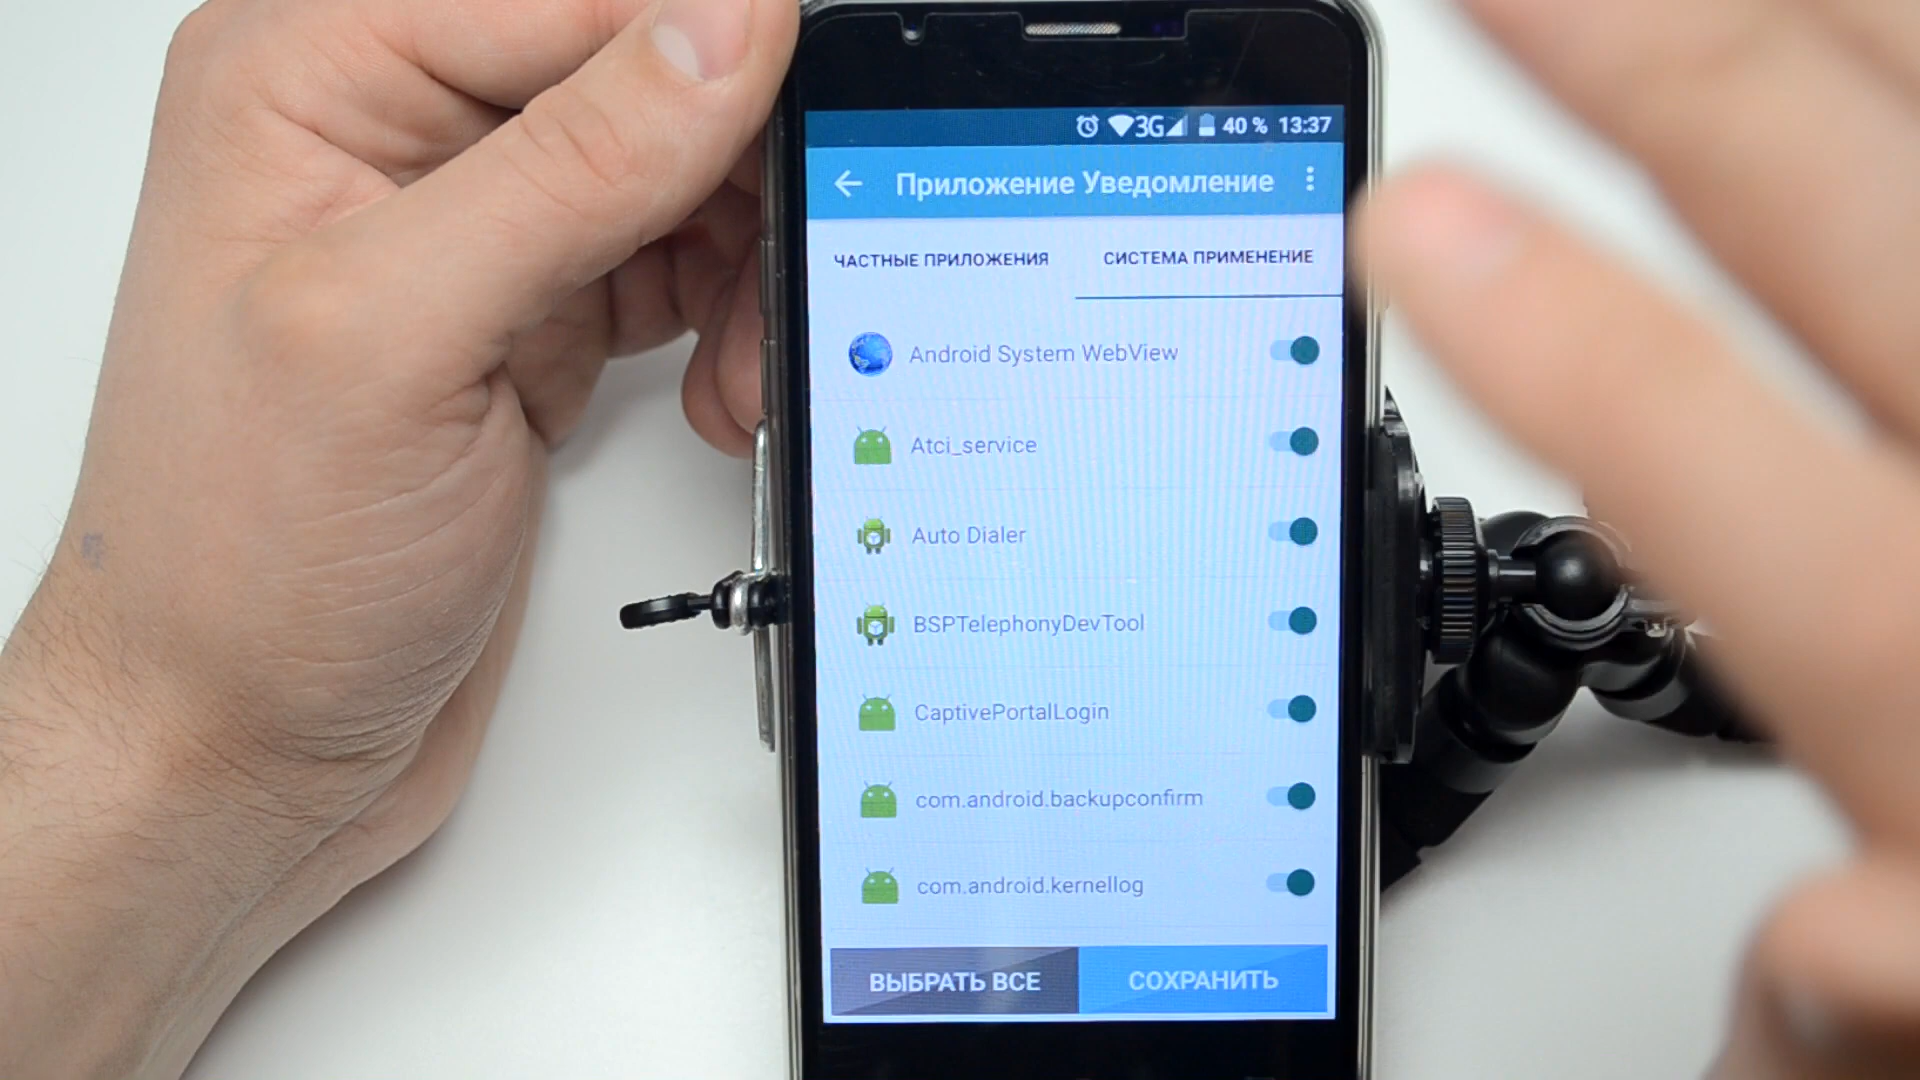 3G 40 % 13:37
Приложение Уведомление
ЧАСТНЫЕ ПРИЛОЖЕНИЯ СИСТЕМА ПРИМЕНЕНИЕ
Android System WebView
Atci_service
Auto Dialer
BSPTelephonyDevTool
CaptivePortalLogin
com.android.backupconfirm
com.android.kernellog
ВЫБРАТЬ ВСЕ СОХРАНИТЬ